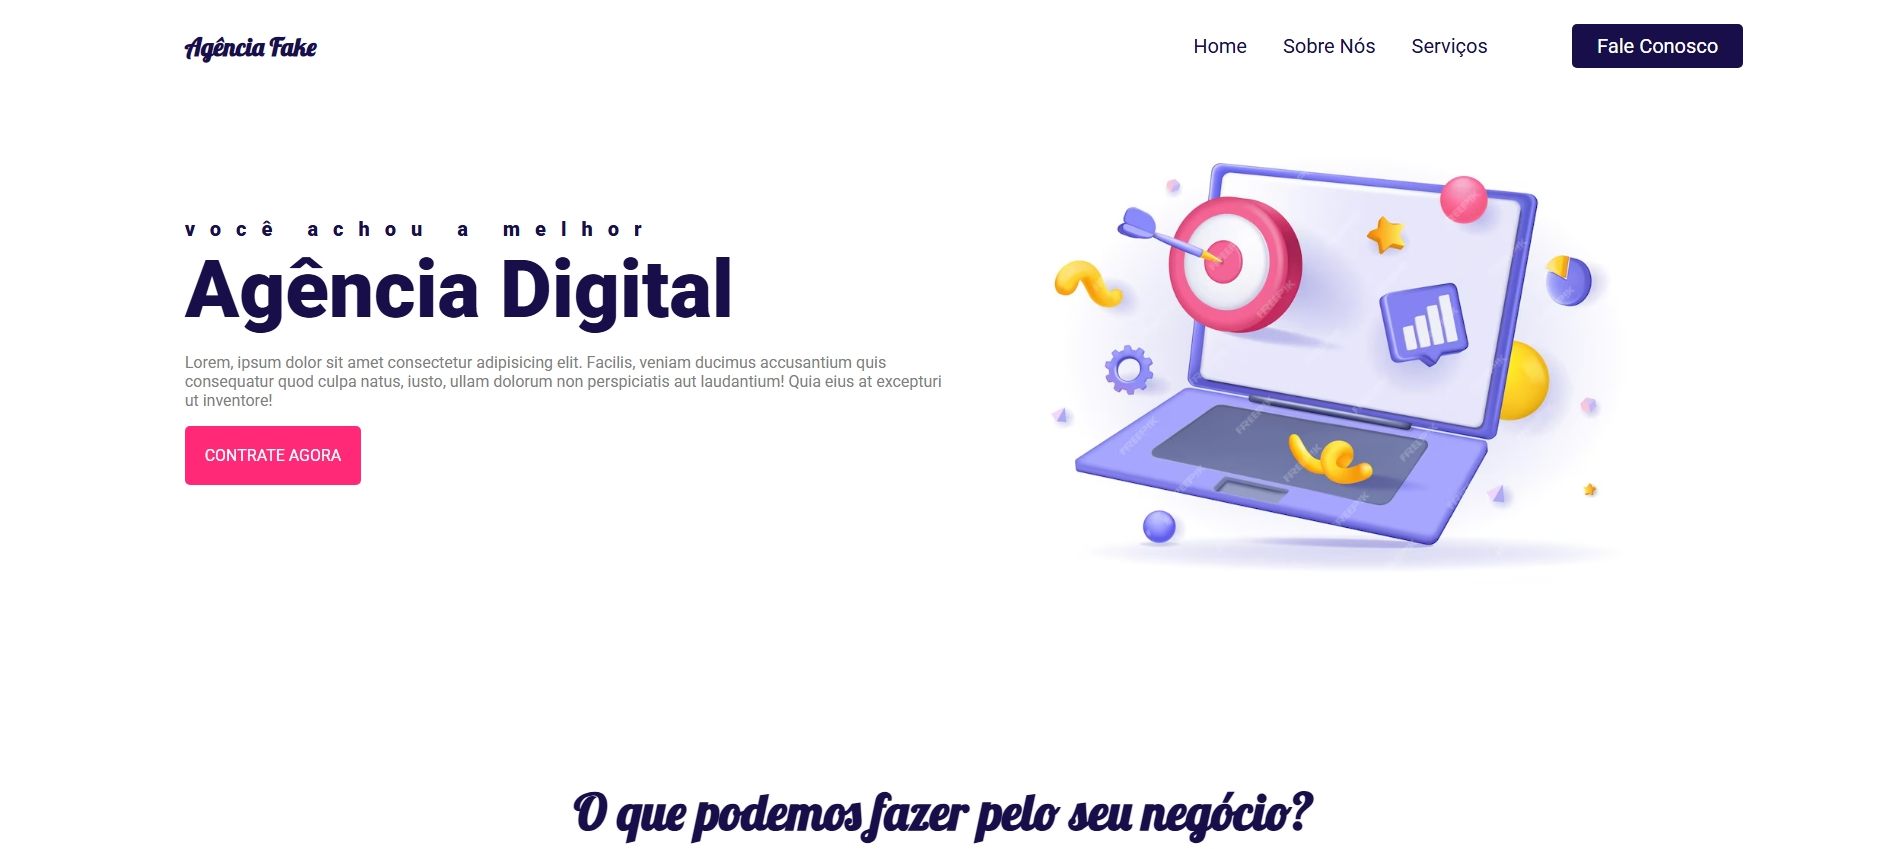 Agência Fake
Home
Sobre Nós
Serviços
Fale Conosco
você achou a melhor
Agência Digital
Lorem, ipsum dolor sit amet consectetur adipisicing elit. Facilis, veniam ducimus accusantium quis
consequatur quod culpa natus, iusto, ullam dolorum non perspiciatis aut laudantium! Quia eius at excepturi
ut inventore!
CONTRATE AGORA
FREEPIK
O que podemos fazer pelo seu negócio?